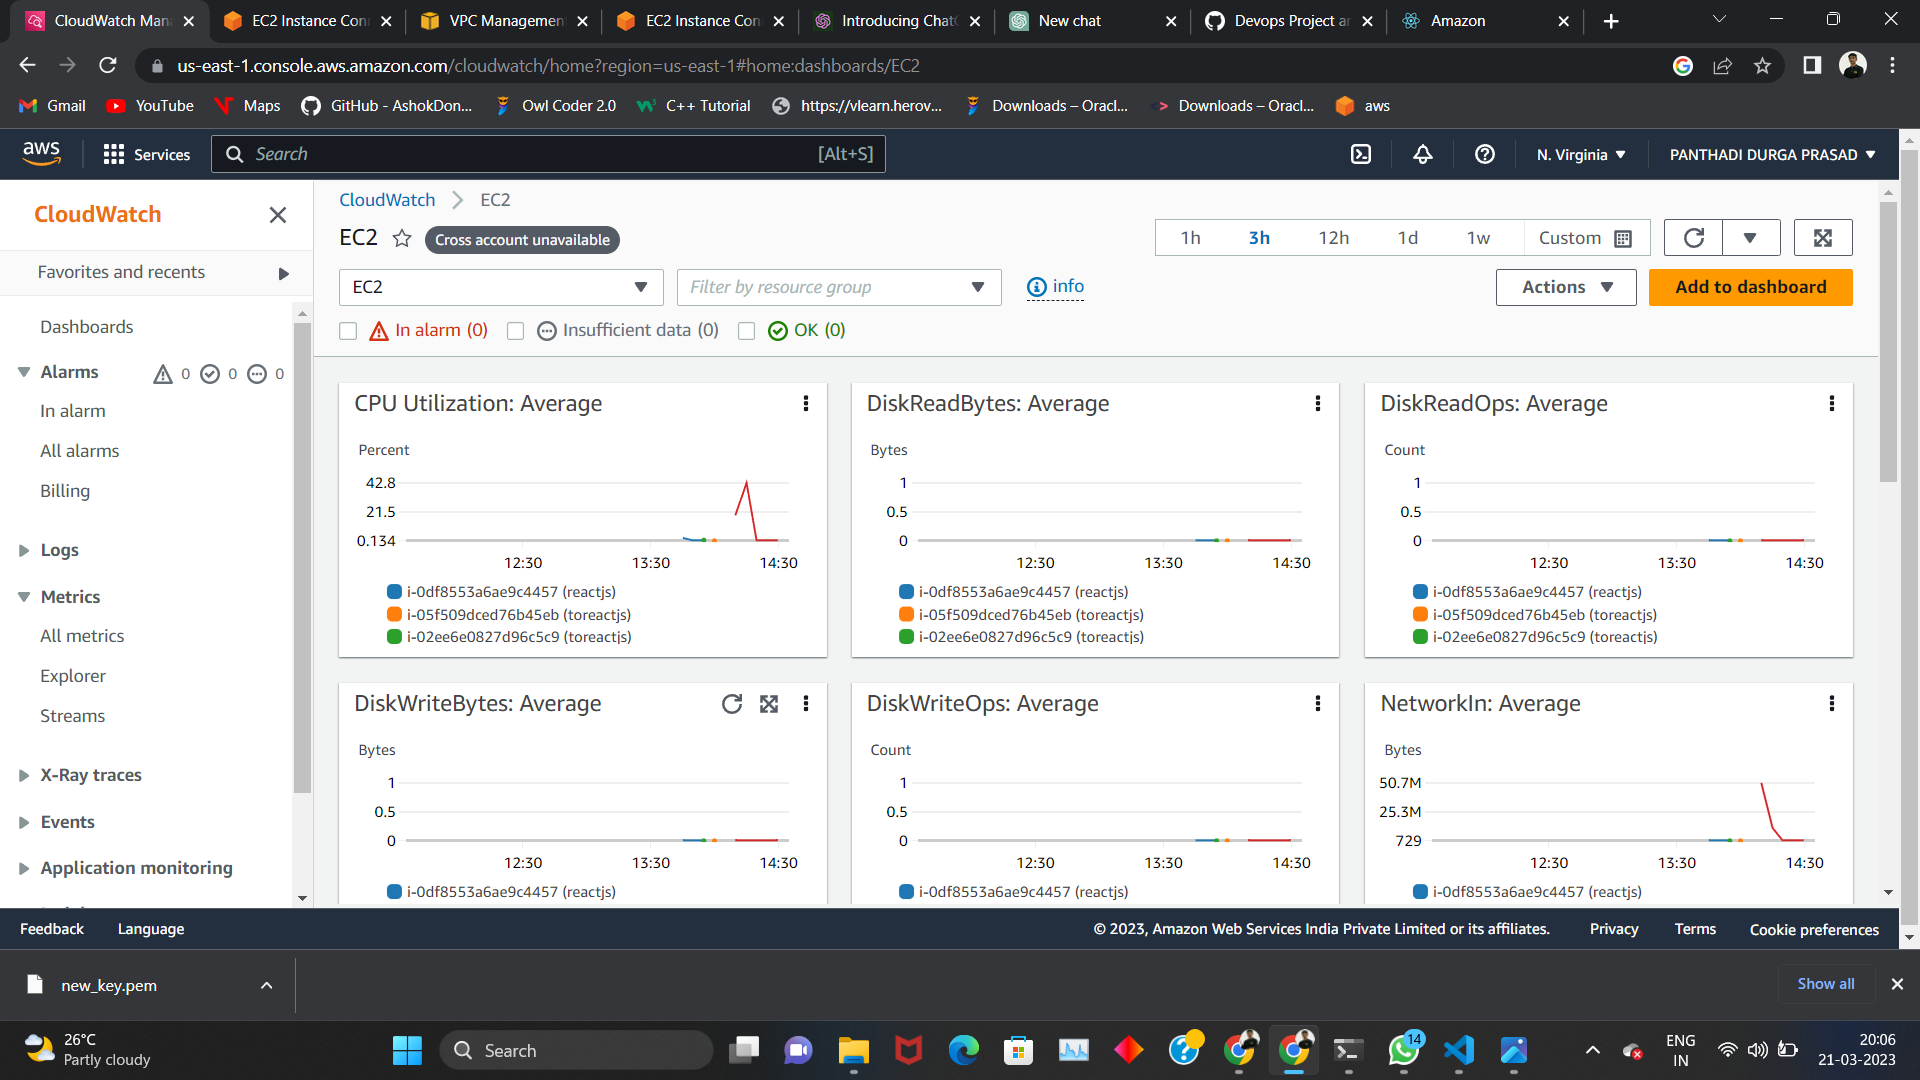 CloudWatch Man
EC2 Instance Con
VPC Management
EC2 Instance Con
Introducing ChatG
New chat
Devops Project an
Amazon
us-east-1.console.aws.amazon.com/cloudwatch/home?region=us-east-1#home:dashboards/EC2
Gmail
YouTube
Maps
GitHub - AshokDon...
Owl Coder 2.0
C++ Tutorial
https://vlearn.herov...
Downloads – Oracl...
Downloads – Oracl...
aws
aws
Services
Search
[Alt+S]
N. Virginia
PANTHADI DURGA PRASAD
CloudWatch
Favorites and recents
Dashboards
Alarms 0 0 0
In alarm
All alarms
Billing
Logs
Metrics
All metrics
Explorer
Streams
X-Ray traces
Events
Application monitoring
CloudWatch
EC2
EC2
Cross account unavailable
1h 3h 12h 1d 1w Custom
EC2
Filter by resource group
info
Actions
Add to dashboard
In alarm (0)
Insufficient data (0)
OK (0)
CPU Utilization: Average
Percent
42.8
21.5
0.134
12:30 13:30 14:30
i-0df8553a6ae9c4457 (reactjs)
i-05f509dced76b45eb (toreactjs)
i-02ee6e0827d96c5c9 (toreactjs)
DiskReadBytes: Average
Bytes
1
0.5
0
12:30 13:30 14:30
i-0df8553a6ae9c4457 (reactjs)
i-05f509dced76b45eb (toreactjs)
i-02ee6e0827d96c5c9 (toreactjs)
DiskReadOps: Average
Count
1
0.5
0
12:30 13:30 14:30
i-0df8553a6ae9c4457 (reactjs)
i-05f509dced76b45eb (toreactjs)
i-02ee6e0827d96c5c9 (toreactjs)
DiskWriteBytes: Average
Bytes
1
0.5
0
12:30 13:30 14:30
i-0df8553a6ae9c4457 (reactjs)
DiskWriteOps: Average
Count
1
0.5
0
12:30 13:30 14:30
i-0df8553a6ae9c4457 (reactjs)
NetworkIn: Average
Bytes
50.7M
25.3M
729
12:30 13:30 14:30
i-0df8553a6ae9c4457 (reactjs)
Feedback
Language
© 2023, Amazon Web Services India Private Limited or its affiliates.
Privacy
Terms
Cookie preferences
new_key.pem
Show all
26°C
Partly cloudy
Search
14
ENG
IN
20:06
21-03-2023